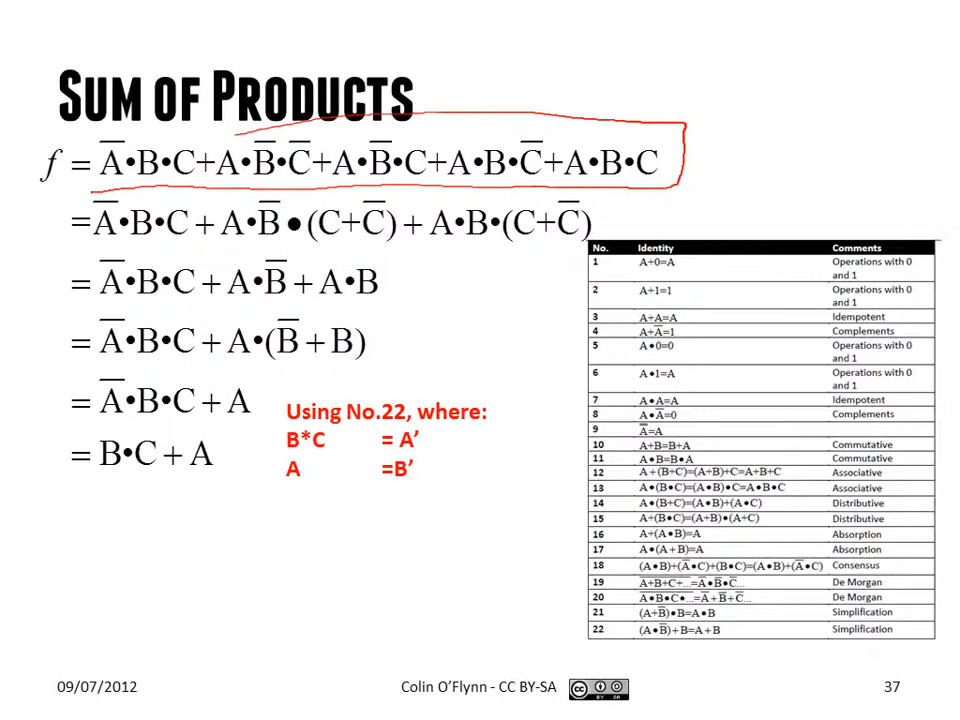 SUM OF PRODUCTS
f = A̅•B•C+A•B̅•C̅+A•B̅•C+A•B•C̅+A•B•C
=A̅•B•C + A•B̅•(C+C̅) + A•B•(C+C̅)
= A̅•B•C + A•B̅ + A•B
= A̅•B•C + A•(B̅ + B)
= A̅•B•C + A
= B•C + A
Using No.22, where:
B*C = A’
A =B’
No. Identity Comments
1 A+0=A Operations with 0 and 1
2 A+1=1 Operations with 0 and 1
3 A+A=A Idempotent
4 A+A̅=1 Complements
5 A•0=0 Operations with 0 and 1
6 A•1=A Operations with 0 and 1
7 A•A=A Idempotent
8 A•A̅=0 Complements
9 A̿=A
10 A+B=B+A Commutative
11 A•B=B•A Commutative
12 A+(B+C)=(A+B)+C=A+B+C Associative
13 A•(B•C)=(A•B)•C=A•B•C Associative
14 A•(B+C)=(A•B)+(A•C) Distributive
15 A+(B•C)=(A+B)•(A+C) Distributive
16 A+(A•B)=A Absorption
17 A•(A+B)=A Absorption
18 (A•B)+(A̅•C)+(B•C)=(A•B)+(A̅•C) Consensus
19 A̅+̅B̅+̅C̅+̅...=A̅•B̅•C̅... De Morgan
20 A̅•̅B̅•̅C̅•̅...=A̅+B̅+C̅... De Morgan
21 (A+B̅)•B=A•B Simplification
22 (A•B̅)+B=A+B Simplification
09/07/2012
Colin O’Flynn - CC BY-SA
cc BY SA
37